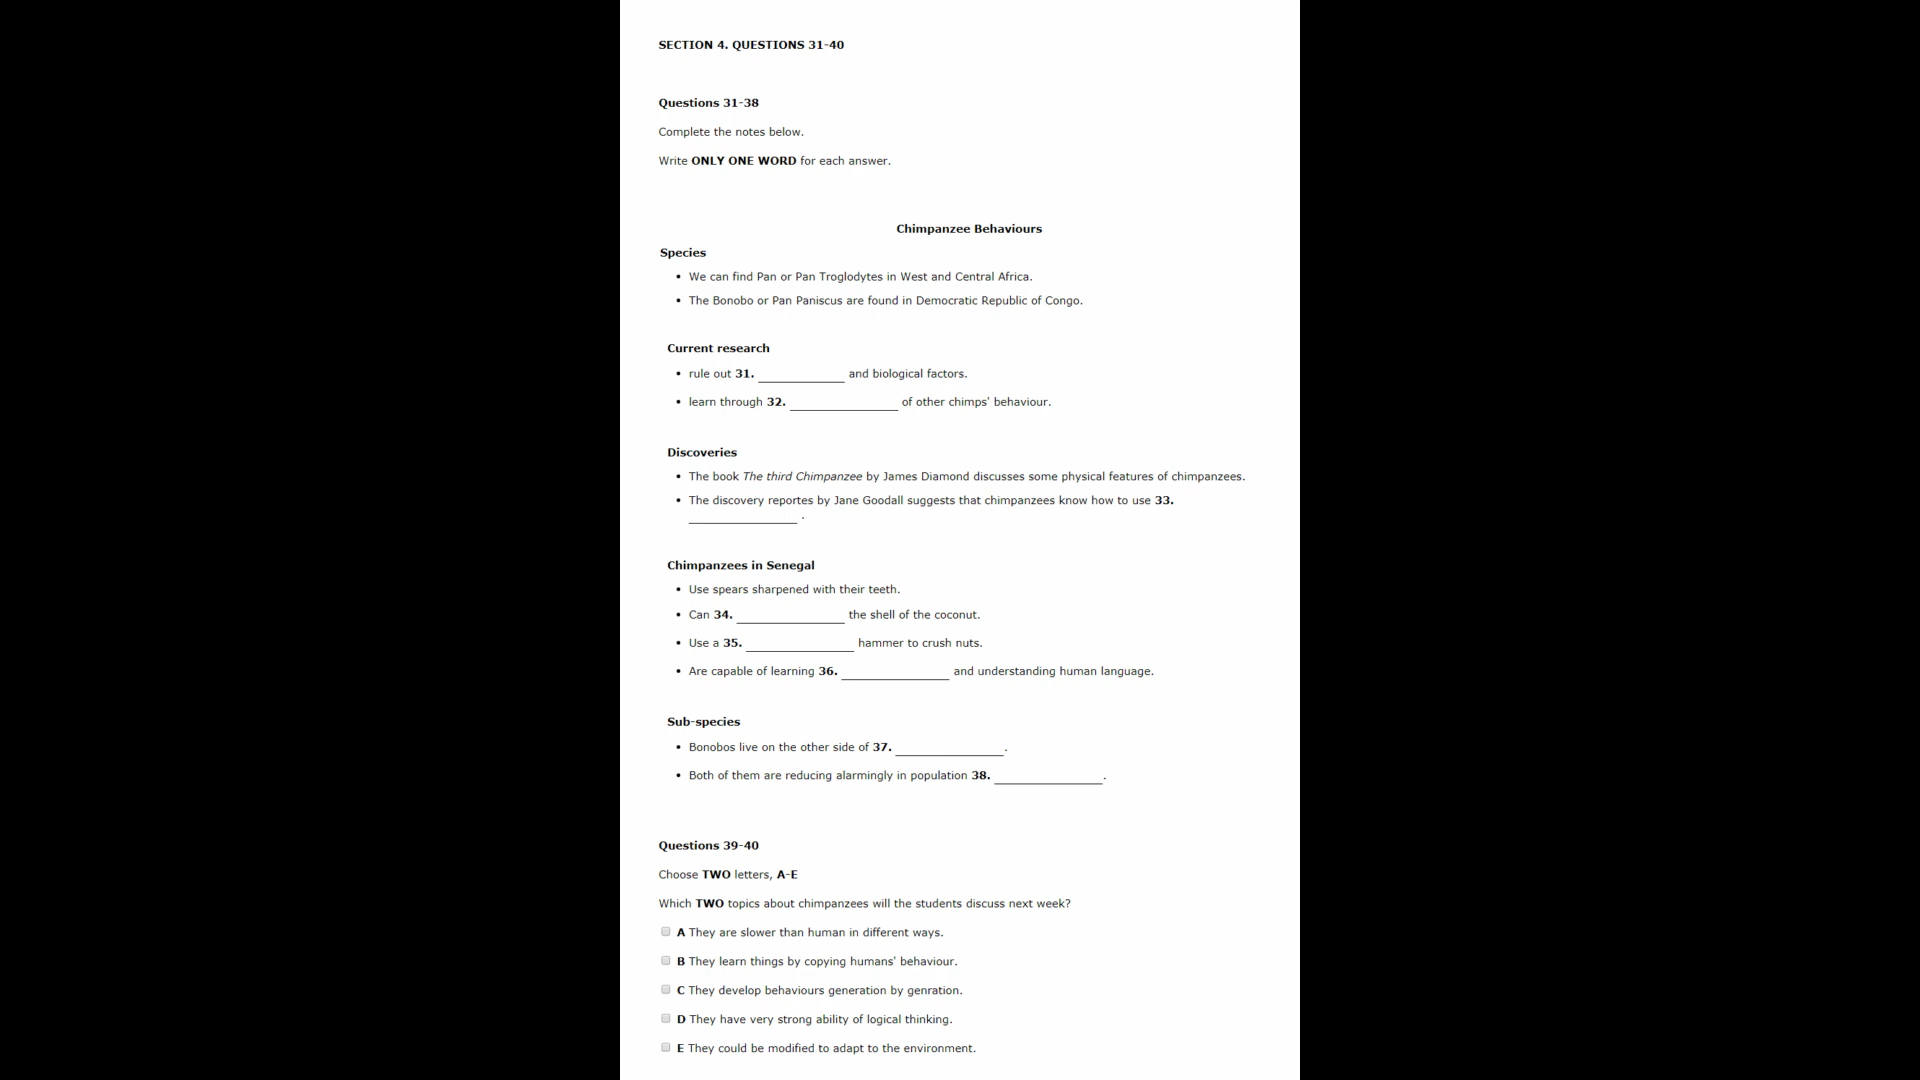 SECTION 4. QUESTIONS 31-40
Questions 31-38
Complete the notes below.
Write ONLY ONE WORD for each answer.
Chimpanzee Behaviours
Species
• We can find Pan or Pan Troglodytes in West and Central Africa.
• The Bonobo or Pan Paniscus are found in Democratic Republic of Congo.
Current research
• rule out 31. ____________ and biological factors.
• learn through 32. _______________ of other chimps' behaviour.
Discoveries
• The book The third Chimpanzee by James Diamond discusses some physical features of chimpanzees.
• The discovery reportes by Jane Goodall suggests that chimpanzees know how to use 33.
_______________ .
Chimpanzees in Senegal
• Use spears sharpened with their teeth.
• Can 34. _______________ the shell of the coconut.
• Use a 35. _______________ hammer to crush nuts.
• Are capable of learning 36. _______________ and understanding human language.
Sub-species
• Bonobos live on the other side of 37. _______________.
• Both of them are reducing alarmingly in population 38. _______________.
Questions 39-40
Choose TWO letters, A-E
Which TWO topics about chimpanzees will the students discuss next week?
A They are slower than human in different ways.
B They learn things by copying humans' behaviour.
C They develop behaviours generation by genration.
D They have very strong ability of logical thinking.
E They could be modified to adapt to the environment.